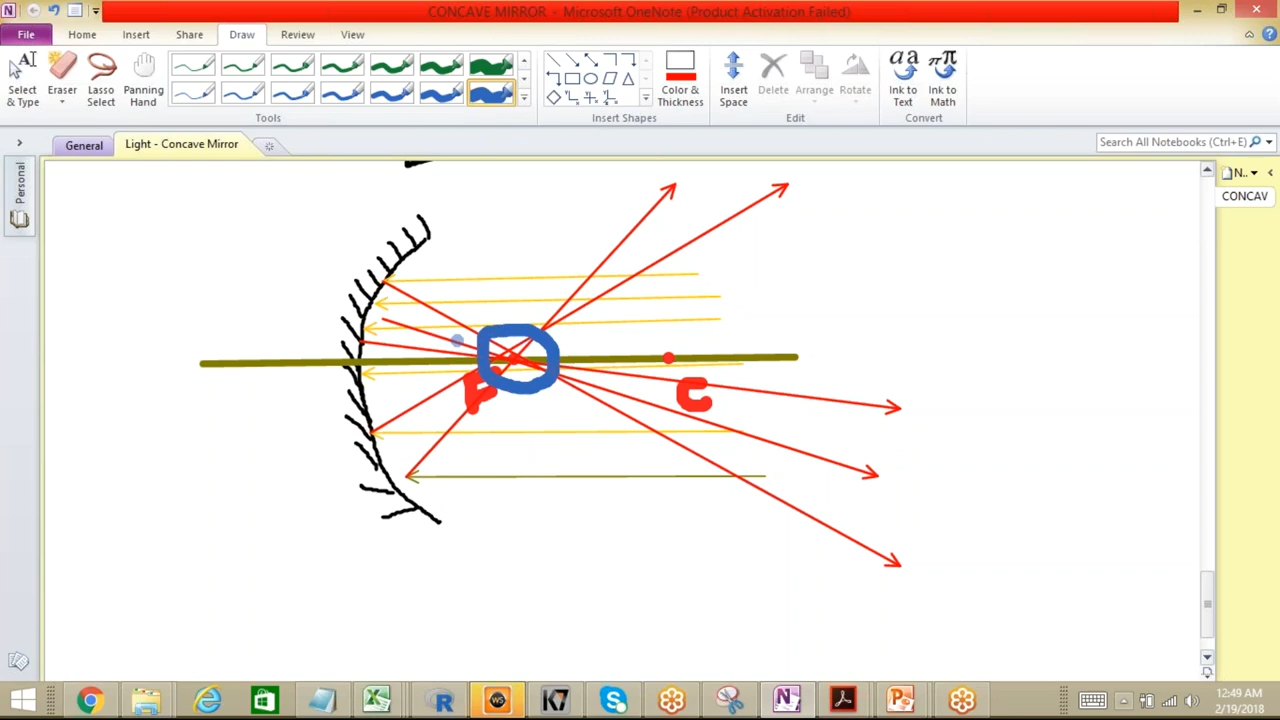 CONCAVE MIRROR - Microsoft OneNote (Product Activation Failed)
File Home Insert Share Draw Review View
Select & Type
Eraser
Lasso Select
Panning Hand
Color & Thickness
Insert Space
Delete
Arrange
Rotate
Ink to Text
Ink to Math
Tools
Insert Shapes
Edit
Convert
General
Light - Concave Mirror
Search All Notebooks (Ctrl+E)
Personal
N..
CONCAV
F
C
12:49 AM
2/19/2018